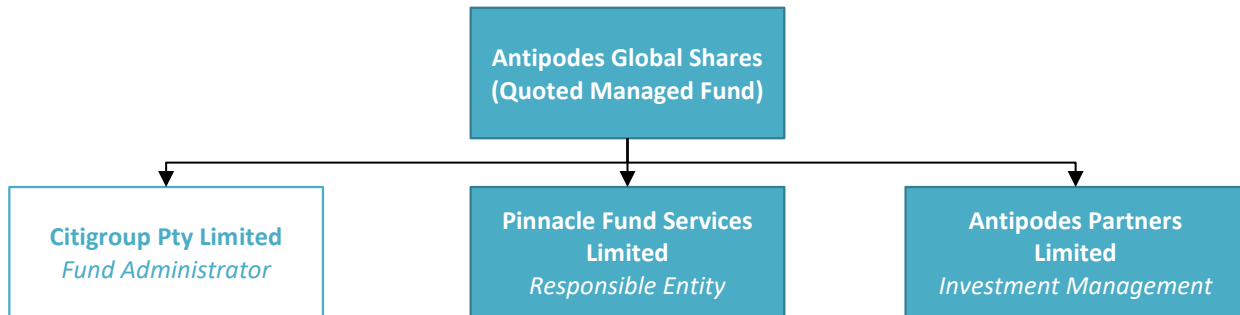 Antipodes Global Shares
(Quoted Managed Fund)
Citigroup Pty Limited
Fund Administrator
Pinnacle Fund Services
Limited
Responsible Entity
Antipodes Partners
Limited
Investment Management